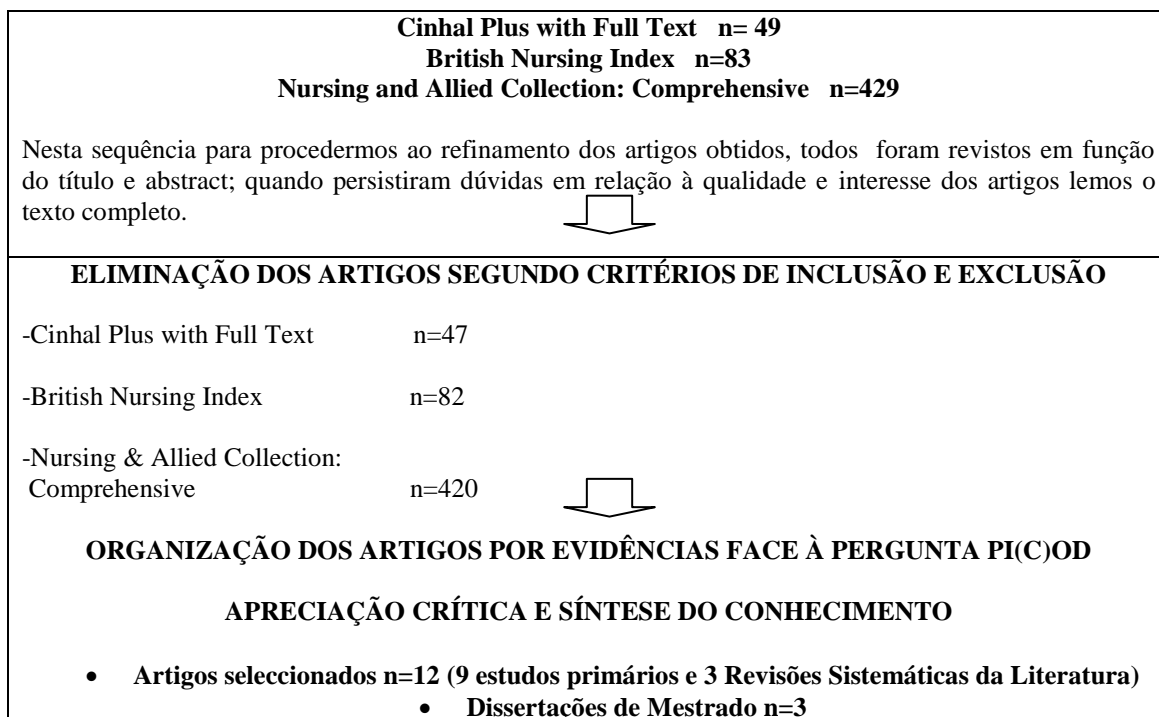 Cinhal Plus with Full Text n= 49
British Nursing Index n=83
Nursing and Allied Collection: Comprehensive n=429
Nesta sequência para procedermos ao refinamento dos artigos obtidos, todos foram revistos em função
do título e abstract; quando persistiram dúvidas em relação à qualidade e interesse dos artigos lemos o
texto completo.
ELIMINAÇÃO DOS ARTIGOS SEGUNDO CRITÉRIOS DE INCLUSÃO E EXCLUSÃO
-Cinhal Plus with Full Text n=47
-British Nursing Index n=82
-Nursing & Allied Collection:
Comprehensive n=420
ORGANIZAÇÃO DOS ARTIGOS POR EVIDÊNCIAS FACE À PERGUNTA PI(C)OD
APRECIAÇÃO CRÍTICA E SÍNTESE DO CONHECIMENTO
• Artigos seleccionados n=12 (9 estudos primários e 3 Revisões Sistemáticas da Literatura)
• Dissertações de Mestrado n=3